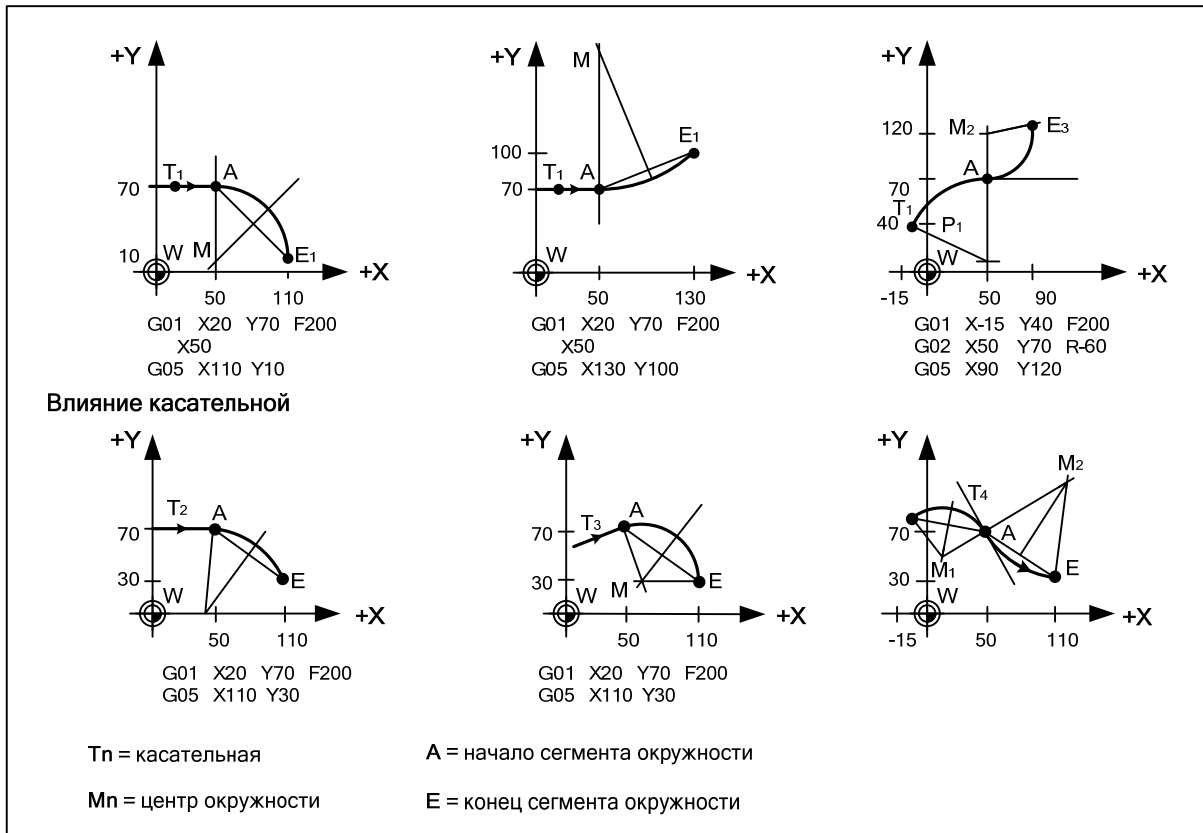 +Y
T1
A
70
10
W
M
E1
+X
50
110
G01 X20 Y70 F200
X50
G05 X110 Y10
+Y
M
E1
100
T1
A
70
W
+X
50
130
G01 X20 Y70 F200
X50
G05 X130 Y100
+Y
120
M2
E3
A
70
T1
40
P1
W
+X
-15
50
90
G01 X-15 Y40 F200
G02 X50 Y70 R-60
G05 X90 Y120
Влияние касательной
+Y
T2
A
70
30
W
E
+X
50
110
G01 X20 Y70 F200
G05 X110 Y30
+Y
A
T3
70
30
M
E
W
+X
50
110
G01 X20 Y70 F200
G05 X110 Y30
+Y
M2
T4
70
A
M1
30
E
W
+X
-15
50
110
Tn = касательная
A = начало сегмента окружности
Mn = центр окружности
E = конец сегмента окружности